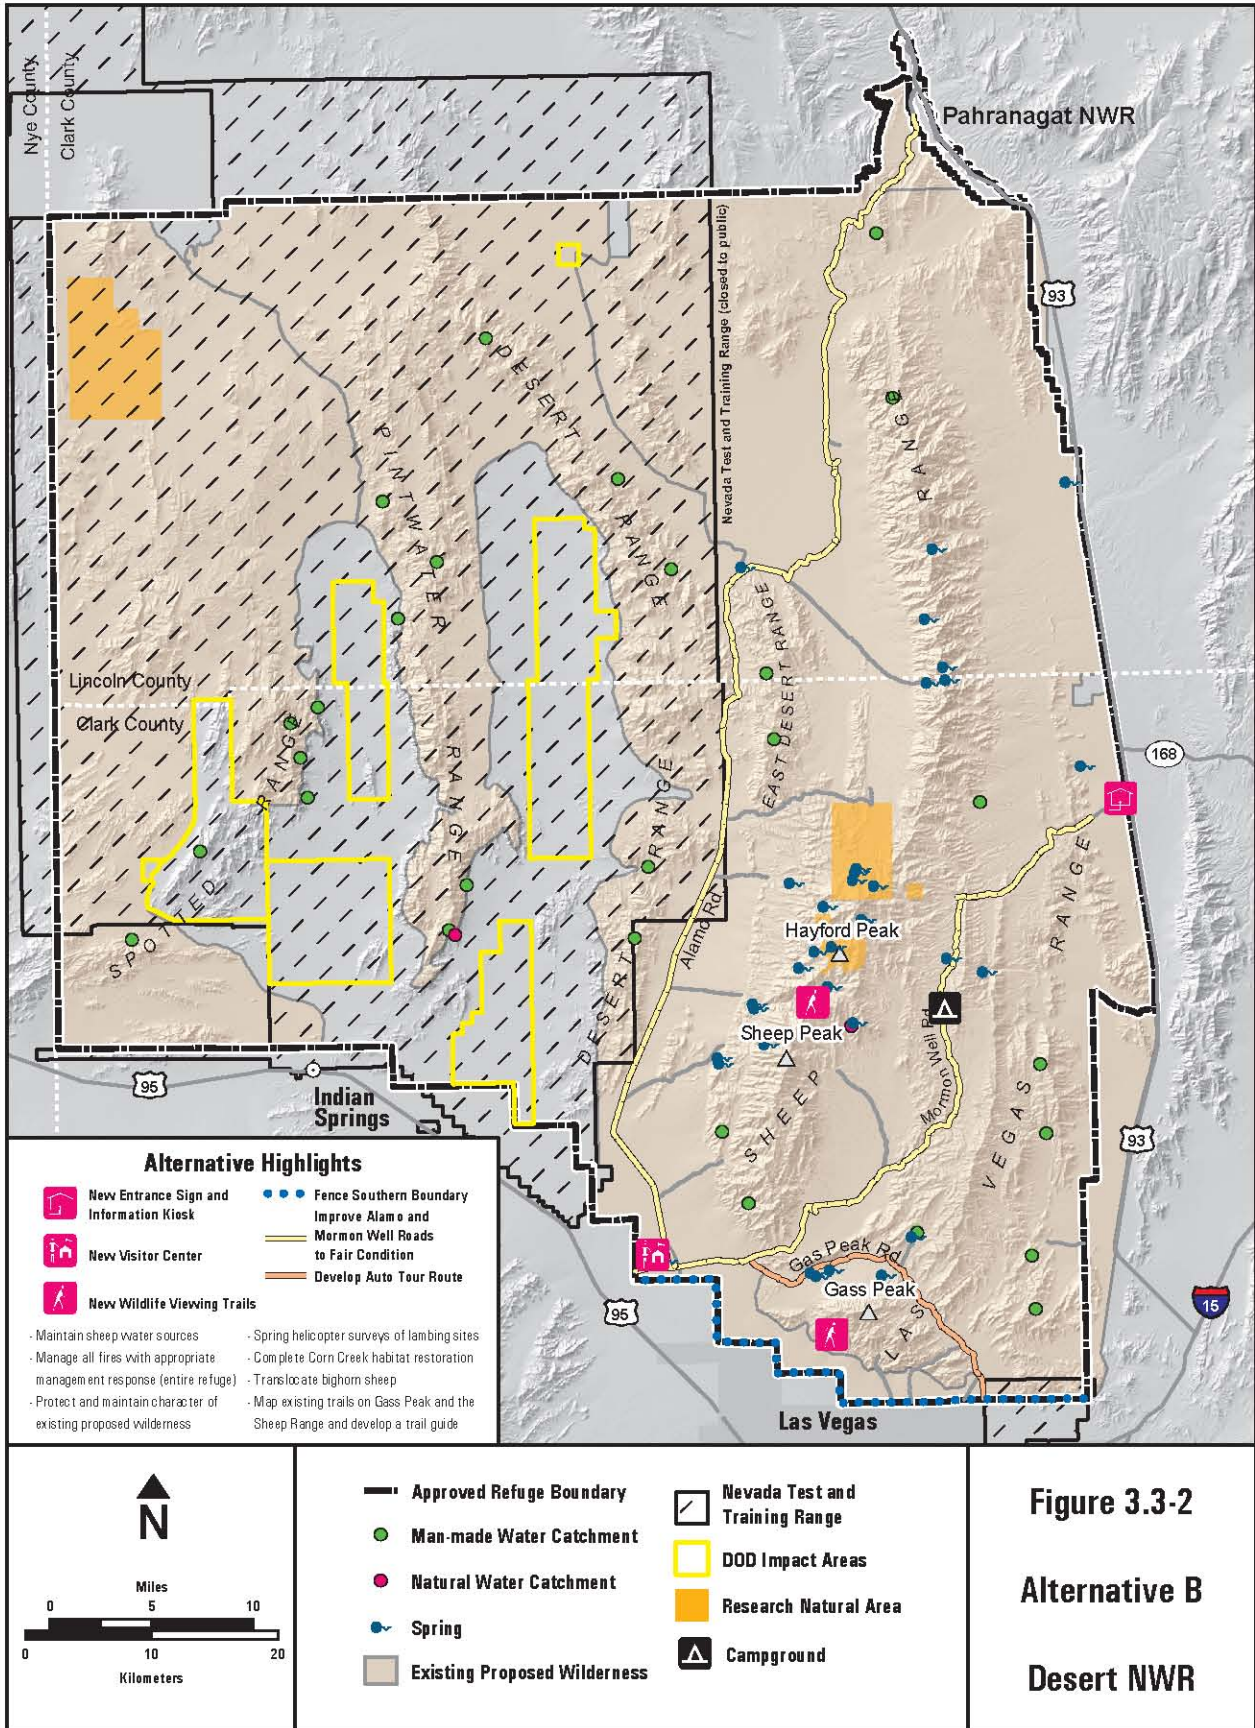 Nye County
Clark County
Pahranagat NWR
Nevada Test and Training Range (closed to public)
93
DESERT
RANGE
PINTWATER
RANGE
RANGE
EAST DESERT RANGE
Lincoln County
Clark County
168
RANGE
SPOTTED
RANGE
DESERT
Alamo Rd
Hayford Peak
Sheep Peak
SHEEP
Mormon Well Rd
RANGE
VEGAS
LAS
95
Indian
Springs
93
Gas Peak Rd
Gass Peak
95
15
Las Vegas
Alternative Highlights
New Entrance Sign and
Information Kiosk
New Visitor Center
New Wildlife Viewing Trails
Fence Southern Boundary
Improve Alamo and
Mormon Well Roads
to Fair Condition
Develop Auto Tour Route
- Maintain sheep water sources
- Manage all fires with appropriate
management response (entire refuge)
- Protect and maintain character of
existing proposed wilderness
- Spring helicopter surveys of lambing sites
- Complete Corn Creek habitat restoration
- Translocate bighorn sheep
- Map existing trails on Gass Peak and the
Sheep Range and develop a trail guide
N
Miles
0 5 10
0 10 20
Kilometers
Approved Refuge Boundary
Man-made Water Catchment
Natural Water Catchment
Spring
Existing Proposed Wilderness
Nevada Test and
Training Range
DOD Impact Areas
Research Natural Area
Campground
Figure 3.3-2
Alternative B
Desert NWR